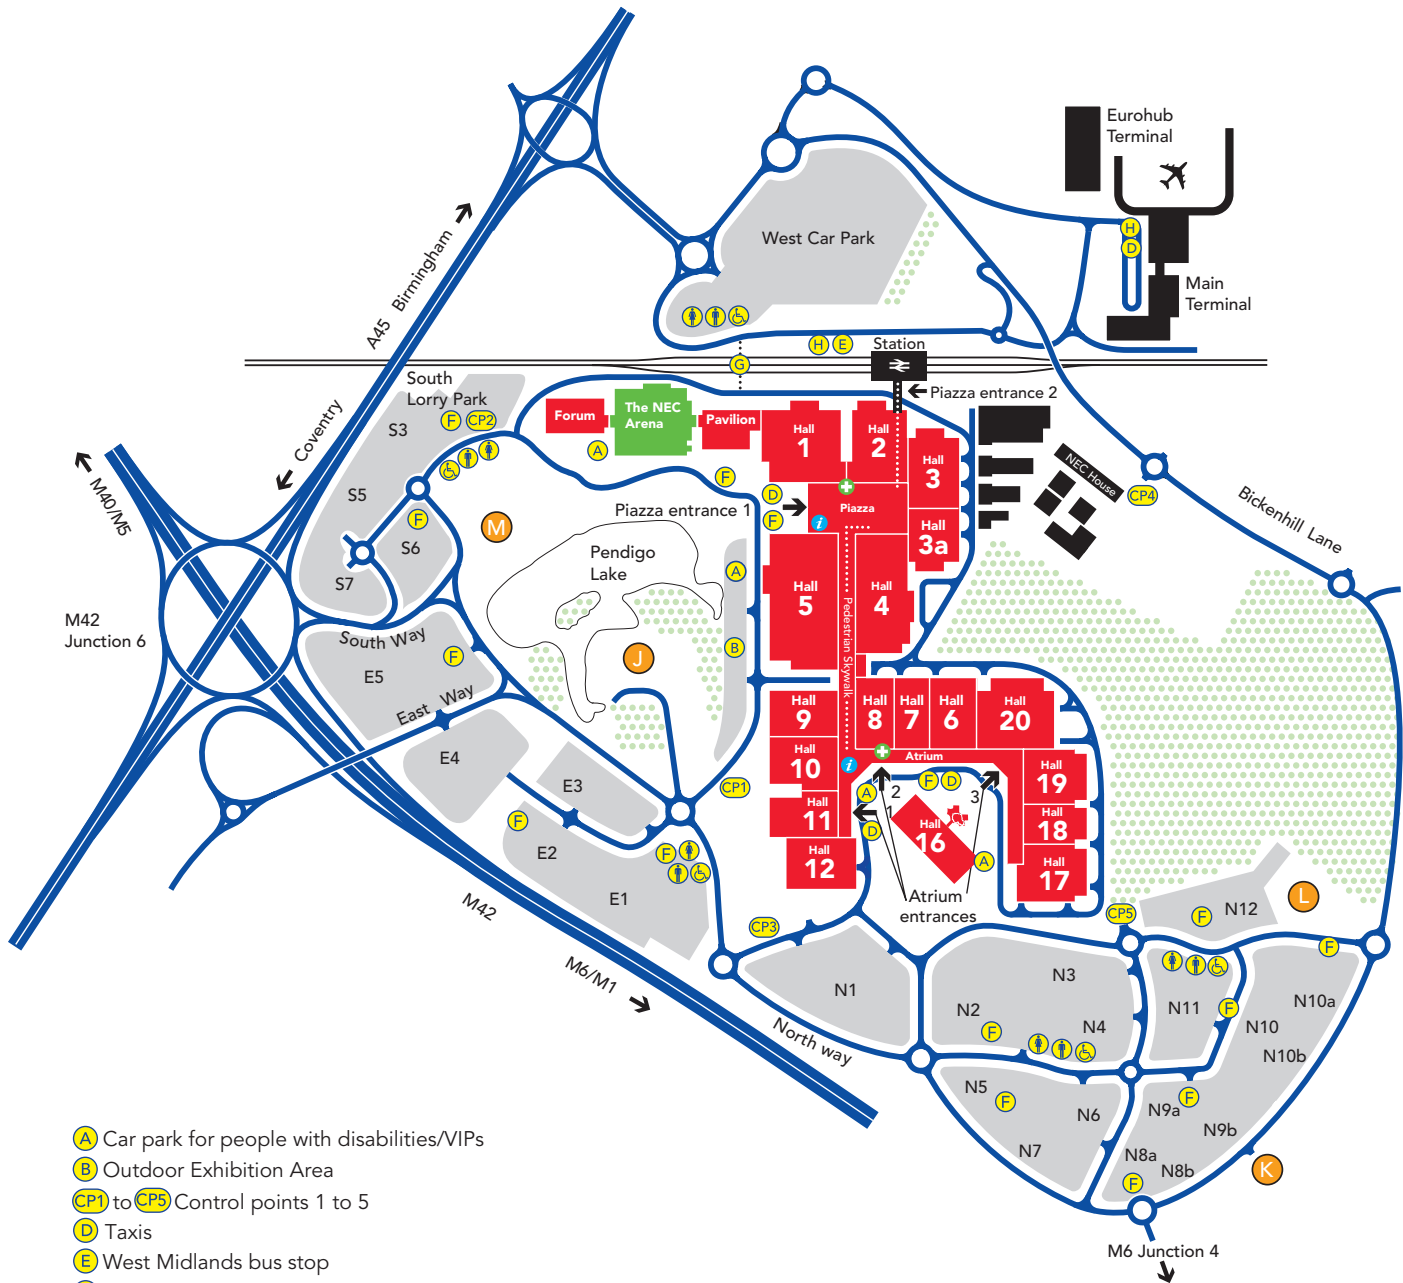 Eurohub
Terminal
West Car Park
H
D
Main
Terminal
A45 Birmingham
H
E
Station
G
Piazza entrance 2
South
Lorry Park
F
CP2
S3
Coventry
Forum
The NEC
Arena
Pavilion
Hall
1
Hall
2
Hall
3
A
F
NEC House
CP4
Bickenhill Lane
M40/M5
S5
D
F
Piazza entrance 1
Piazza
i
Hall
3a
F
M
S6
S7
Pendigo
Lake
A
Hall
5
Hall
4
Pedestrian Skywalk
M42
Junction 6
South Way
F
E5
East Way
J
B
Hall
9
Hall
8
Hall
7
Hall
6
Hall
20
Hall
10
i
Atrium
E4
E3
CP1
Hall
19
A
2
F
D
3
Hall
11
1
D
Hall
16
Hall
18
F
E2
F
Hall
12
A
Hall
17
E1
Atrium
entrances
M42
L
N12
F
CP5
CP3
F
M6/M1
N1
N3
N2
F
N4
N11
F
N10a
N10
N10b
North way
N5
F
N6
N7
F
N9a
N9b
N8a
N8b
F
K
M6 Junction 4
A Car park for people with disabilities/VIPs
B Outdoor Exhibition Area
CP1 to CP5 Control points 1 to 5
D Taxis
E West Midlands bus stop